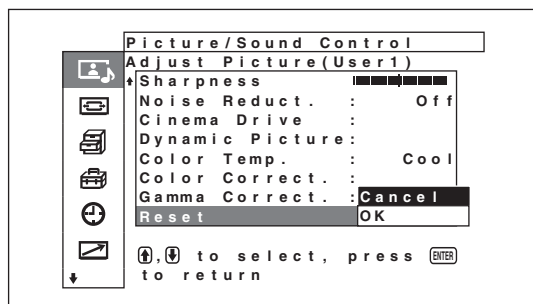 Picture/Sound Control
Adjust Picture(User1)
Sharpness
Noise Reduct. : Off
Cinema Drive :
Dynamic Picture:
Color Temp. : Cool
Color Correct. :
Gamma Correct. : Cancel
Reset OK
, to select, press ENTER
to return